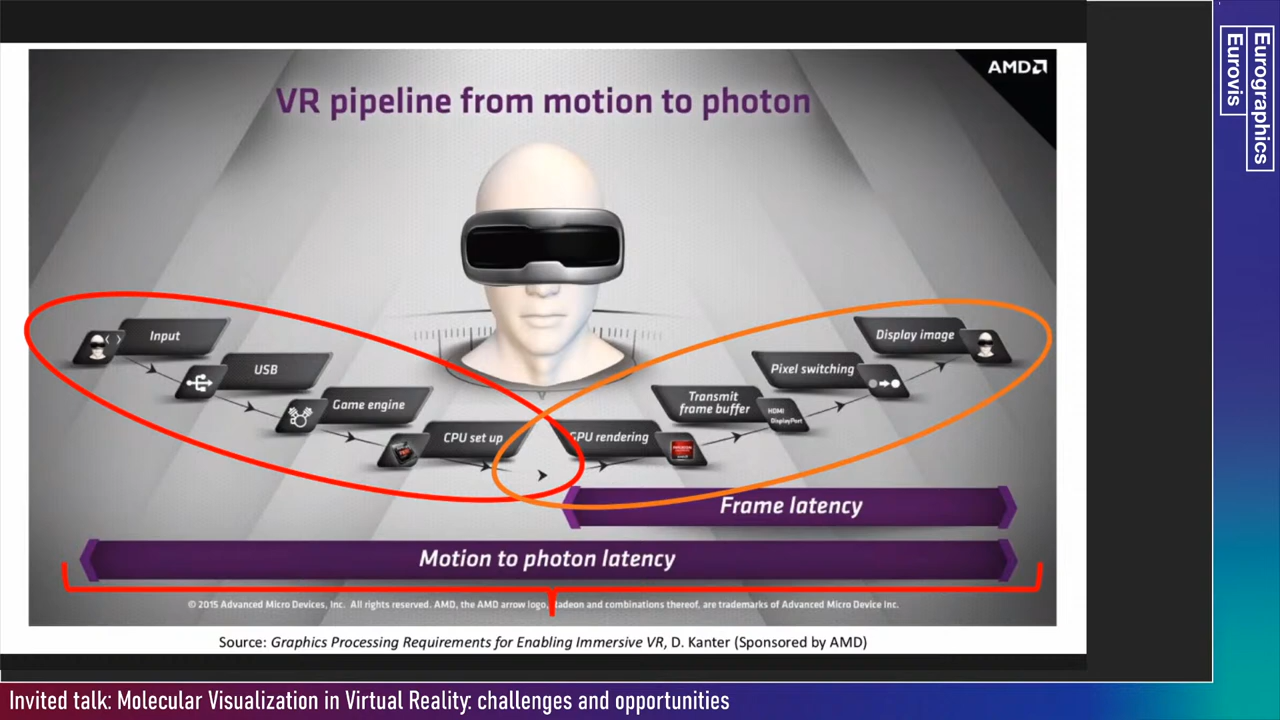 Eurographics
Eurovis
AMD
VR pipeline from motion to photon
Input
USB
Game engine
CPU set up
GPU rendering
Transmit
frame buffer
HDMI
DisplayPort
Pixel switching
Display image
Frame latency
Motion to photon latency
© 2015 Advanced Micro Devices, Inc. All rights reserved. AMD, the AMD arrow logo, Radeon and combinations thereof, are trademarks of Advanced Micro Device Inc.
Source: Graphics Processing Requirements for Enabling Immersive VR, D. Kanter (Sponsored by AMD)
Invited talk: Molecular Visualization in Virtual Reality: challenges and opportunities